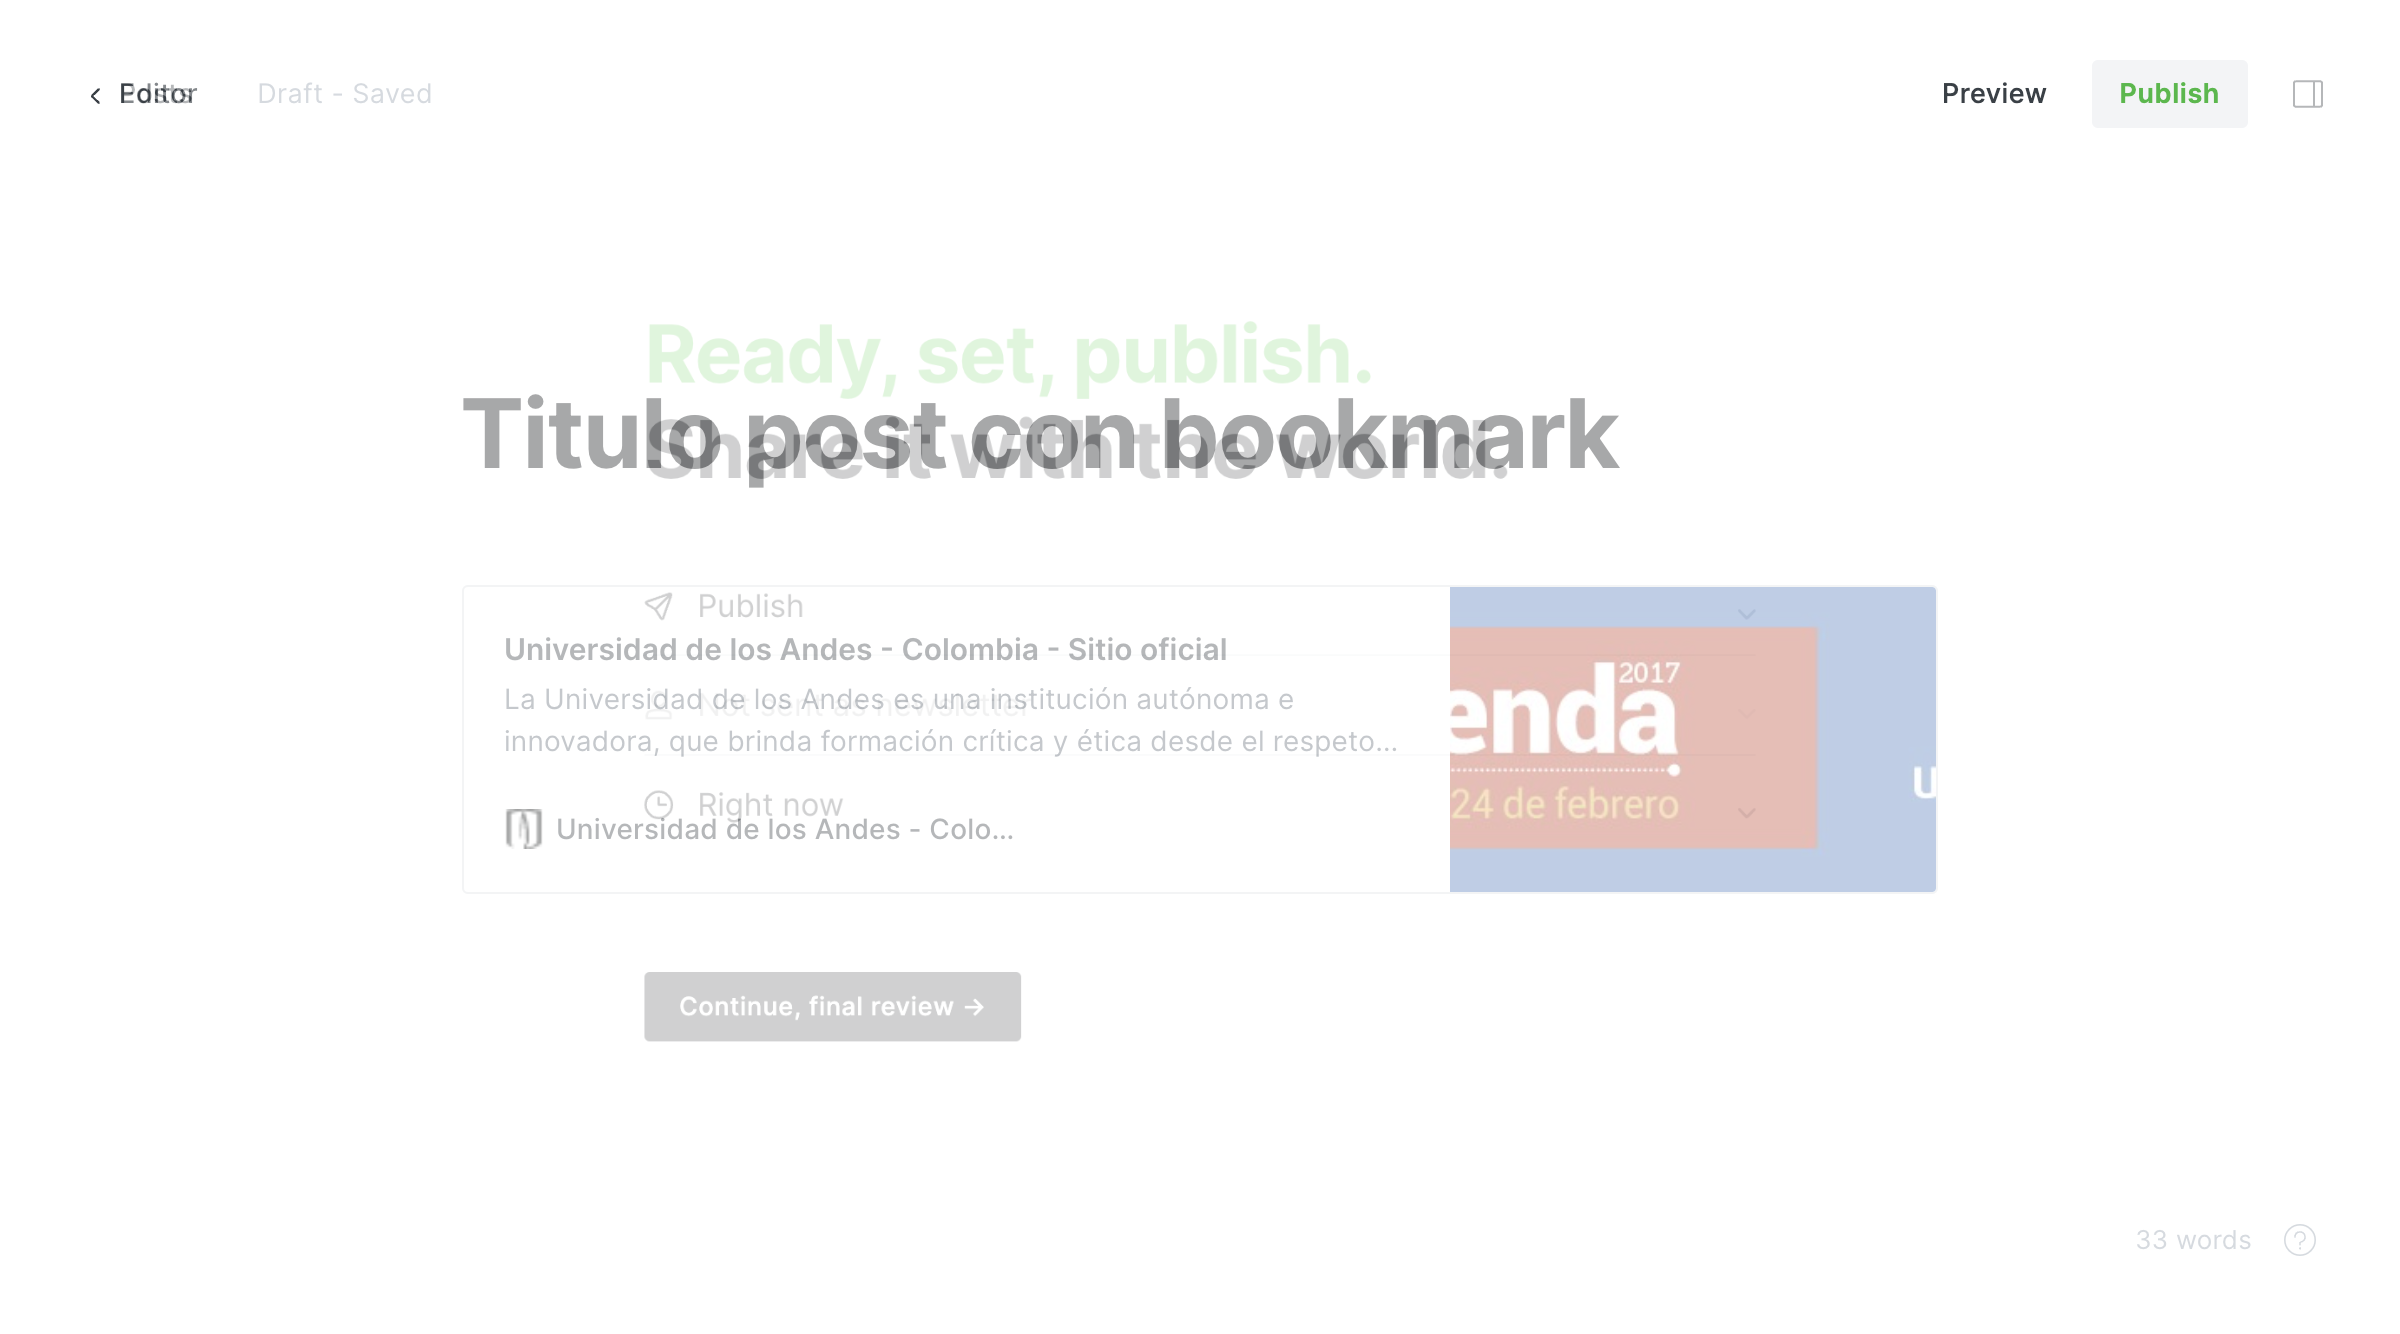 Editor
Posts
Draft - Saved
Preview
Publish
Ready, set, publish.
Titulo post con bookmark
Share it with the world.
Publish
Universidad de los Andes - Colombia - Sitio oficial
La Universidad de los Andes es una institución autónoma e
Not sent as newsletter
innovadora, que brinda formación crítica y ética desde el respeto...
Right now
Universidad de los Andes - Colo...
2017
enda
24 de febrero
u
Continue, final review →
33 words
?